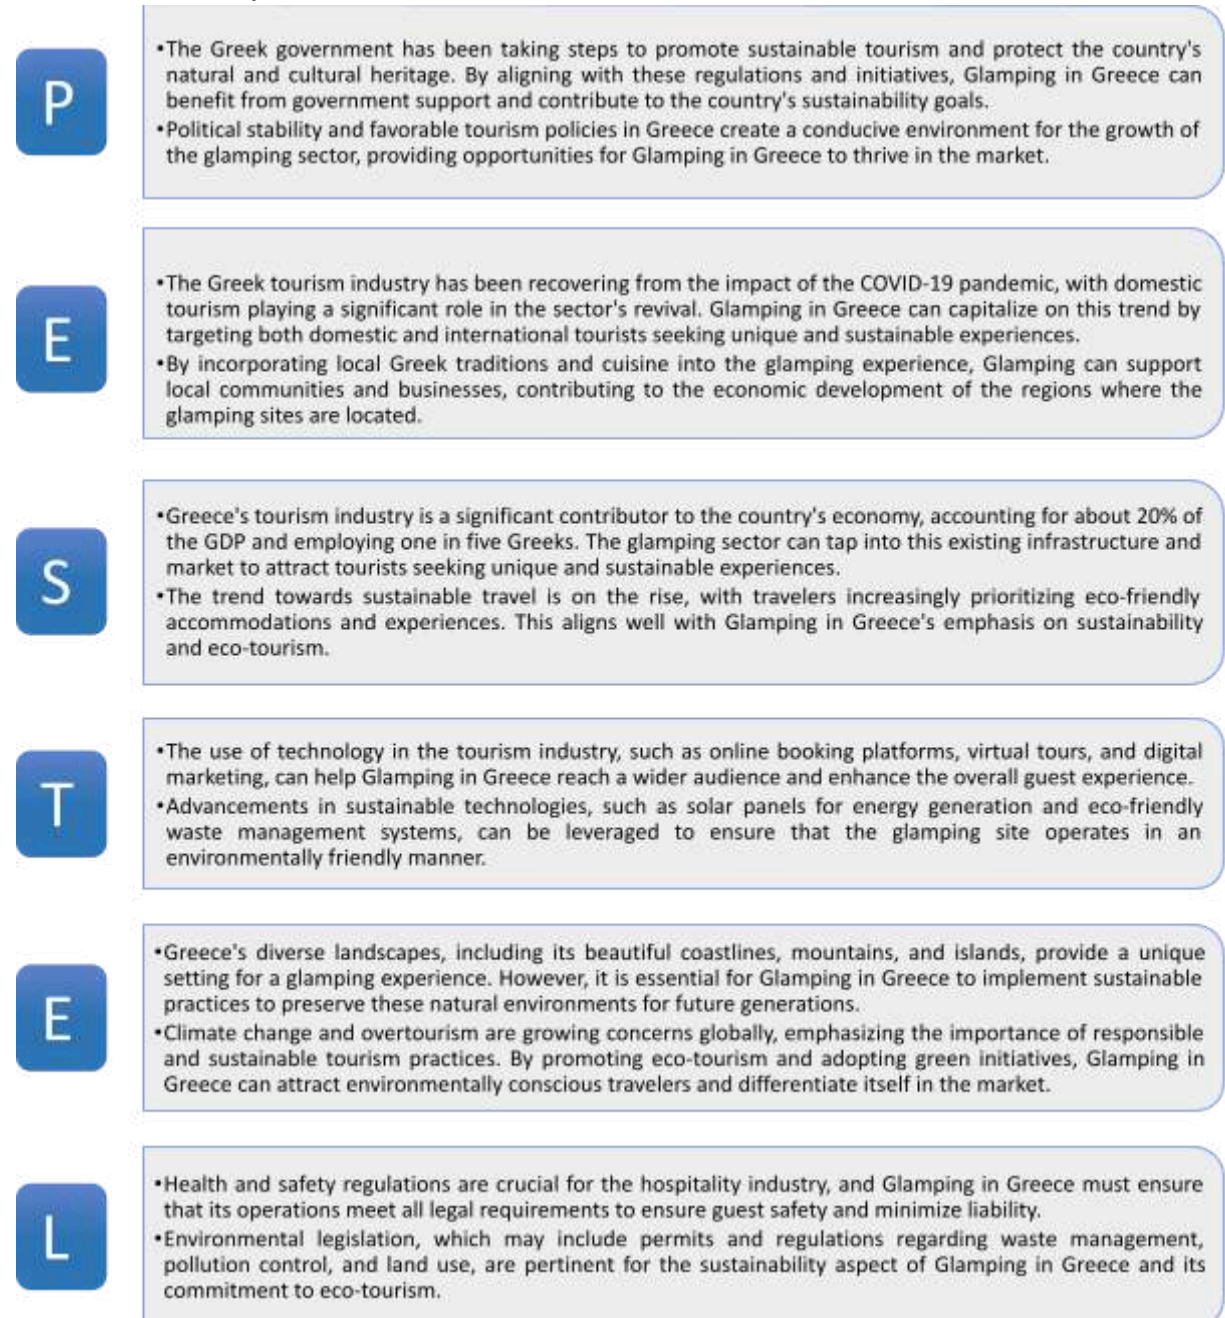 P
•The Greek government has been taking steps to promote sustainable tourism and protect the country's
natural and cultural heritage. By aligning with these regulations and initiatives, Glamping in Greece can
benefit from government support and contribute to the country's sustainability goals.
•Political stability and favorable tourism policies in Greece create a conducive environment for the growth of
the glamping sector, providing opportunities for Glamping in Greece to thrive in the market.
E
•The Greek tourism industry has been recovering from the impact of the COVID-19 pandemic, with domestic
tourism playing a significant role in the sector's revival. Glamping in Greece can capitalize on this trend by
targeting both domestic and international tourists seeking unique and sustainable experiences.
•By incorporating local Greek traditions and cuisine into the glamping experience, Glamping can support
local communities and businesses, contributing to the economic development of the regions where the
glamping sites are located.
S
•Greece's tourism industry is a significant contributor to the country's economy, accounting for about 20% of
the GDP and employing one in five Greeks. The glamping sector can tap into this existing infrastructure and
market to attract tourists seeking unique and sustainable experiences.
•The trend towards sustainable travel is on the rise, with travelers increasingly prioritizing eco-friendly
accommodations and experiences. This aligns well with Glamping in Greece's emphasis on sustainability
and eco-tourism.
T
•The use of technology in the tourism industry, such as online booking platforms, virtual tours, and digital
marketing, can help Glamping in Greece reach a wider audience and enhance the overall guest experience.
•Advancements in sustainable technologies, such as solar panels for energy generation and eco-friendly
waste management systems, can be leveraged to ensure that the glamping site operates in an
environmentally friendly manner.
E
•Greece's diverse landscapes, including its beautiful coastlines, mountains, and islands, provide a unique
setting for a glamping experience. However, it is essential for Glamping in Greece to implement sustainable
practices to preserve these natural environments for future generations.
•Climate change and overtourism are growing concerns globally, emphasizing the importance of responsible
and sustainable tourism practices. By promoting eco-tourism and adopting green initiatives, Glamping in
Greece can attract environmentally conscious travelers and differentiate itself in the market.
L
•Health and safety regulations are crucial for the hospitality industry, and Glamping in Greece must ensure
that its operations meet all legal requirements to ensure guest safety and minimize liability.
•Environmental legislation, which may include permits and regulations regarding waste management,
pollution control, and land use, are pertinent for the sustainability aspect of Glamping in Greece and its
commitment to eco-tourism.